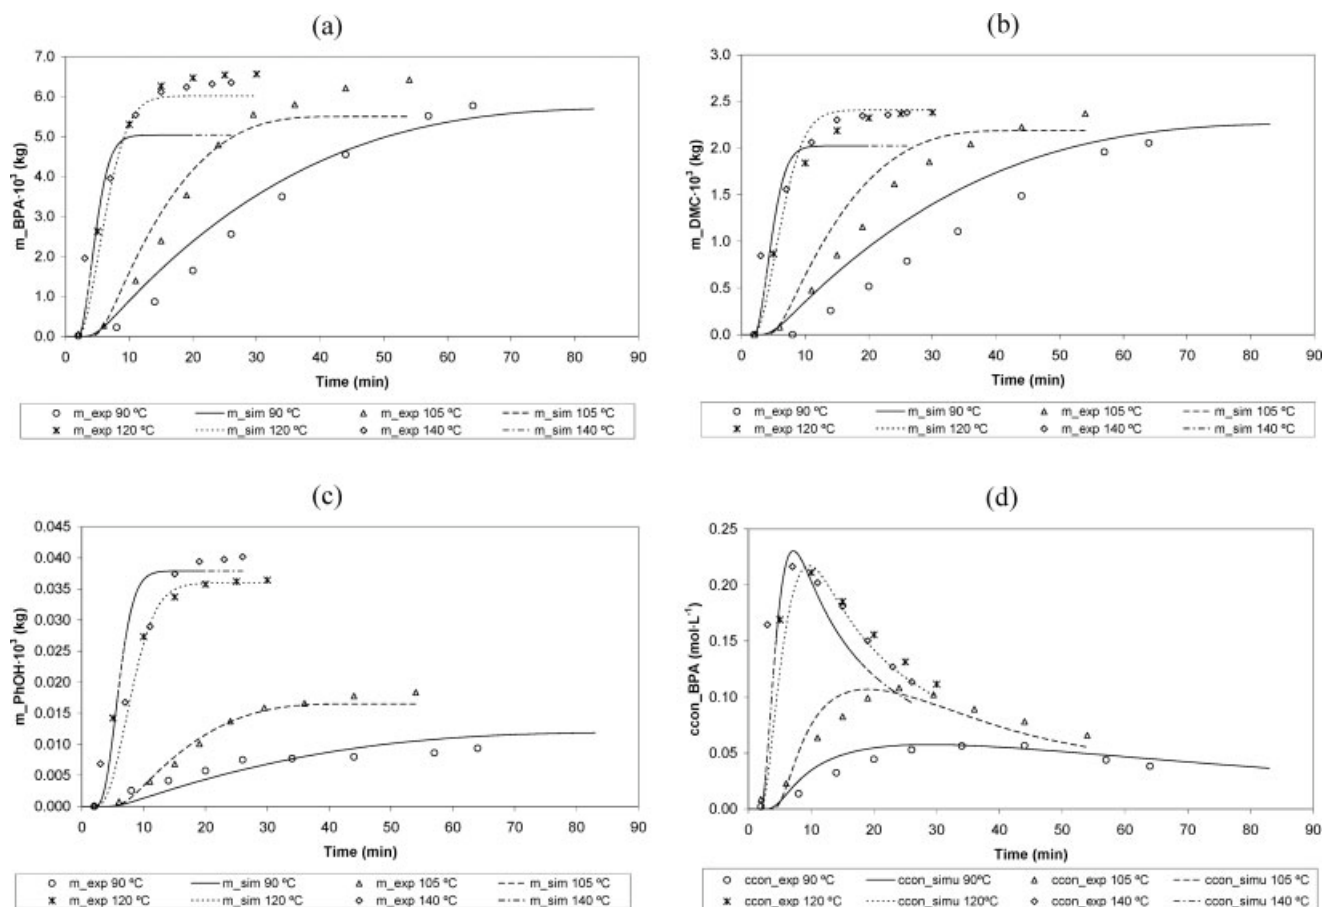 (a)
7.0
6.0
5.0
4.0
3.0
2.0
1.0
0.0
m_BPA·10³ (kg)
0 10 20 30 40 50 60 70 80 90
Time (min)
m_exp 90 ºC m_sim 90 ºC m_exp 105 ºC m_sim 105 ºC
m_exp 120 ºC m_sim 120 ºC m_exp 140 ºC m_sim 140 ºC
(b)
3.0
2.5
2.0
1.5
1.0
0.5
0.0
m_DMC·10³ (kg)
0 10 20 30 40 50 60 70 80 90
Time (min)
m_exp 90 ºC m_sim 90 ºC m_exp 105 ºC m_sim 105 ºC
m_exp 120 ºC m_sim 120 ºC m_exp 140 ºC m_sim 140 ºC
(c)
0.045
0.040
0.035
0.030
0.025
0.020
0.015
0.010
0.005
0.000
m_PhOH·10³ (kg)
0 10 20 30 40 50 60 70 80 90
Time (min)
m_exp 90 ºC m_sim 90 ºC m_exp 105 ºC m_sim 105 ºC
m_exp 120 ºC m_sim 120 ºC m_exp 140 ºC m_sim 140 ºC
(d)
0.25
0.20
0.15
0.10
0.05
0.00
ccon_BPA (mol·L⁻¹)
0 10 20 30 40 50 60 70 80 90
Time (min)
ccon_exp 90 ºC ccon_simu 90ºC ccon_exp 105 ºC ccon_simu 105 ºC
ccon_exp 120 ºC ccon_simu 120ºC ccon_exp 140 ºC ccon_simu 140 ºC